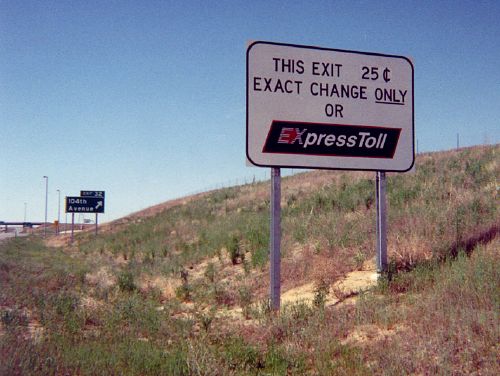 THIS EXIT 25¢
EXACT CHANGE ONLY
OR
EXpressToll
EXIT 32
104th
Avenue